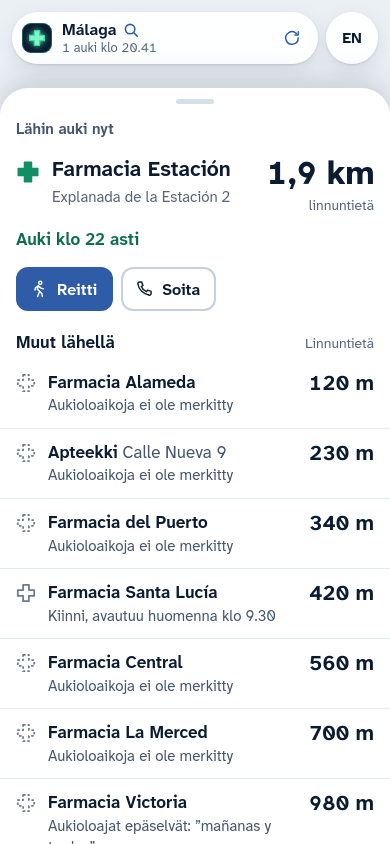 Málaga
1 auki klo 20.41
EN
Lähin auki nyt
Farmacia Estación
1,9 km
Explanada de la Estación 2
linnuntietä
Auki klo 22 asti
Reitti
Soita
Muut lähellä
Linnuntietä
Farmacia Alameda
120 m
Aukioloaikoja ei ole merkitty
Apteekki Calle Nueva 9
230 m
Aukioloaikoja ei ole merkitty
Farmacia del Puerto
340 m
Aukioloaikoja ei ole merkitty
Farmacia Santa Lucía
420 m
Kiinni, avautuu huomenna klo 9.30
Farmacia Central
560 m
Aukioloaikoja ei ole merkitty
Farmacia La Merced
700 m
Aukioloaikoja ei ole merkitty
Farmacia Victoria
980 m
Aukioloajat epäselvät: ”mañanas y